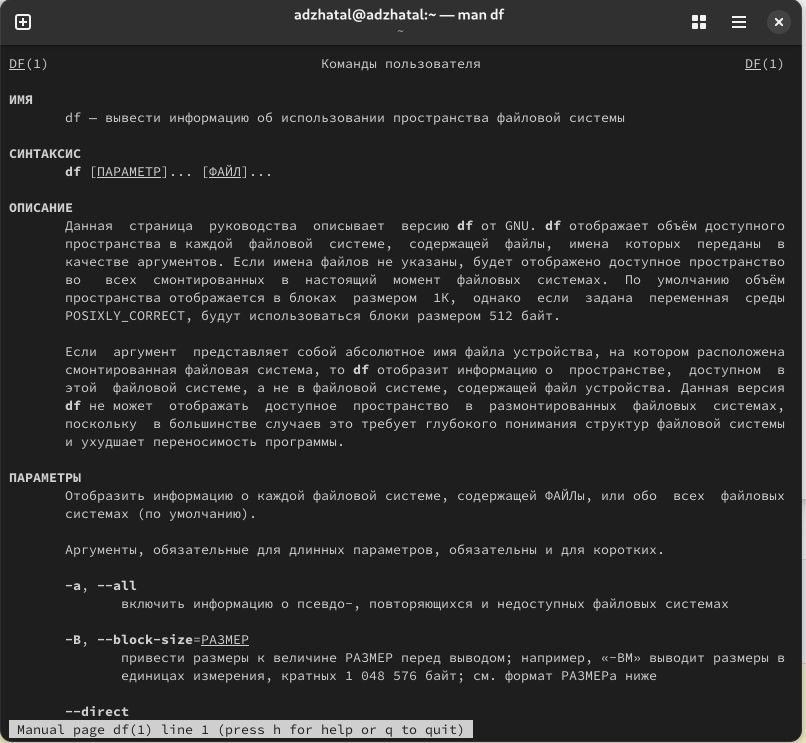 adzhatal@adzhatal:~ — man df
~
DF(1) Команды пользователя DF(1)
ИМЯ
df — вывести информацию об использовании пространства файловой системы
СИНТАКСИС
df [ПАРАМЕТР]... [ФАЙЛ]...
ОПИСАНИЕ
Данная страница руководства описывает версию df от GNU. df отображает объём доступного
пространства в каждой файловой системе, содержащей файлы, имена которых переданы в
качестве аргументов. Если имена файлов не указаны, будет отображено доступное пространство
во всех смонтированных в настоящий момент файловых системах. По умолчанию объём
пространства отображается в блоках размером 1K, однако если задана переменная среды
POSIXLY_CORRECT, будут использоваться блоки размером 512 байт.
Если аргумент представляет собой абсолютное имя файла устройства, на котором расположена
смонтированная файловая система, то df отобразит информацию о пространстве, доступном в
этой файловой системе, а не в файловой системе, содержащей файл устройства. Данная версия
df не может отображать доступное пространство в размонтированных файловых системах,
поскольку в большинстве случаев это требует глубокого понимания структур файловой системы
и ухудшает переносимость программы.
ПАРАМЕТРЫ
Отобразить информацию о каждой файловой системе, содержащей ФАЙЛы, или обо всех файловых
системах (по умолчанию).
Аргументы, обязательные для длинных параметров, обязательны и для коротких.
-a, --all
включить информацию о псевдо-, повторяющихся и недоступных файловых системах
-B, --block-size=РАЗМЕР
привести размеры к величине РАЗМЕР перед выводом; например, «-BM» выводит размеры в
единицах измерения, кратных 1 048 576 байт; см. формат РАЗМЕРа ниже
--direct
Manual page df(1) line 1 (press h for help or q to quit)